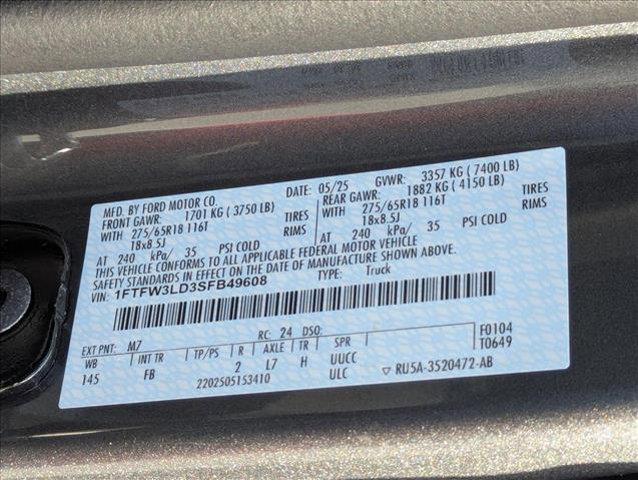 MFD. BY FORD MOTOR CO.
DATE: 05/25 GVWR: 3357 KG ( 7400 LB)
FRONT GAWR: 1701 KG ( 3750 LB) REAR GAWR: 1882 KG ( 4150 LB)
WITH 275/65R18 116T TIRES WITH 275/65R18 116T TIRES
18x8.5J RIMS 18x8.5J RIMS
AT 240 kPa/ 35 PSI COLD AT 240 kPa/ 35 PSI COLD
THIS VEHICLE CONFORMS TO ALL APPLICABLE FEDERAL MOTOR VEHICLE
SAFETY STANDARDS IN EFFECT ON THE DATE OF MANUFACTURE SHOWN ABOVE.
VIN: 1FTFW3LD3SFB49608 TYPE: Truck
EXT PNT: M7 RC: 24 DSO: F0104
WB INT TR TP/PS R AXLE TR SPR T0649
145 FB 2 L7 H UUCC
2202505153410 ULC ▽ RU5A-3520472-AB